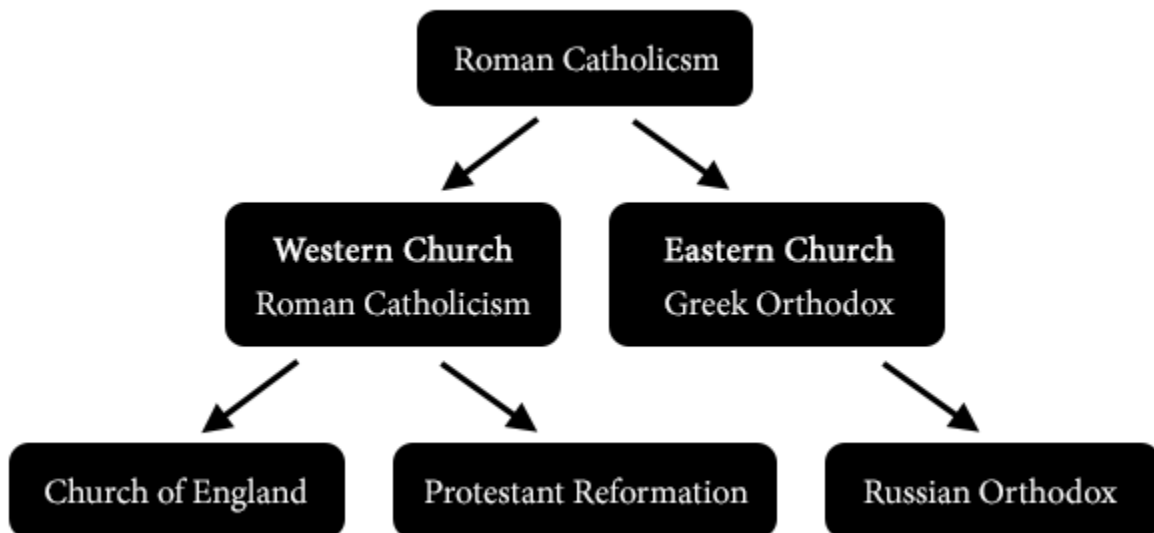 Roman Catholicsm
Western Church
Roman Catholicism
Eastern Church
Greek Orthodox
Church of England
Protestant Reformation
Russian Orthodox